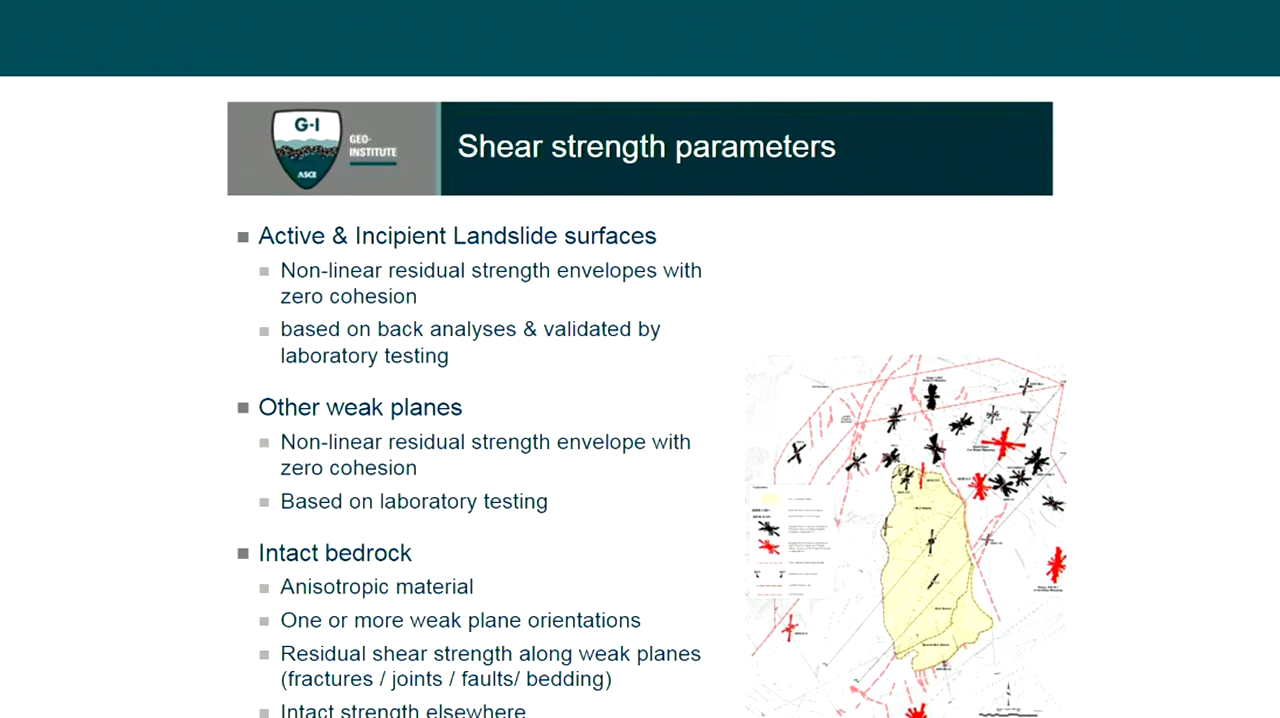 G-I
GEO-
INSTITUTE
ASCE
Shear strength parameters
Active & Incipient Landslide surfaces
Non-linear residual strength envelopes with
zero cohesion
based on back analyses & validated by
laboratory testing
Other weak planes
Non-linear residual strength envelope with
zero cohesion
Based on laboratory testing
Intact bedrock
Anisotropic material
One or more weak plane orientations
Residual shear strength along weak planes
(fractures / joints / faults/ bedding)
Intact strength elsewhere